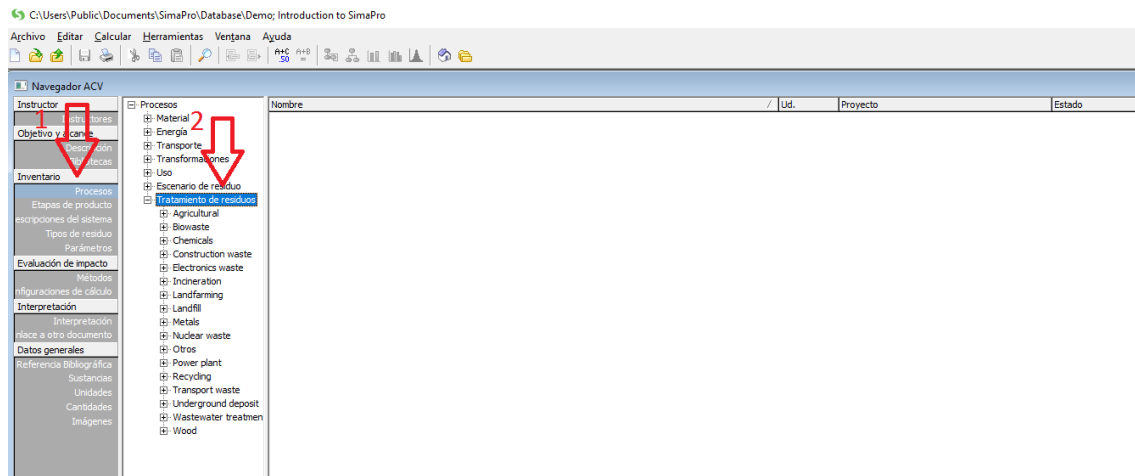 C:\Users\Public\Documents\SimaPro\Database\Demo; Introduction to SimaPro
Archivo Editar Calcular Herramientas Ventana Ayuda
A+C .50 A+B =
Navegador ACV
Instructor
Instructores
Objetivo y alcance
Descripción
Bibliotecas
Inventario
Procesos
Etapas de producto
escripciones del sistema
Tipos de residuo
Parámetros
Evaluación de impacto
Métodos
nfiguraciones de cálculo
Interpretación
Interpretación
nlace a otro documento
Datos generales
Referencia Bibliográfica
Sustancias
Unidades
Cantidades
Imágenes
1
2
Procesos
Material
Energía
Transporte
Transformaciones
Uso
Escenario de residuo
Tratamiento de residuos
Agricultural
Biowaste
Chemicals
Construction waste
Electronics waste
Incineration
Landfarming
Landfill
Metals
Nuclear waste
Otros
Power plant
Recycling
Transport waste
Underground deposit
Wastewater treatmen
Wood
Nombre / Ud. Proyecto Estado